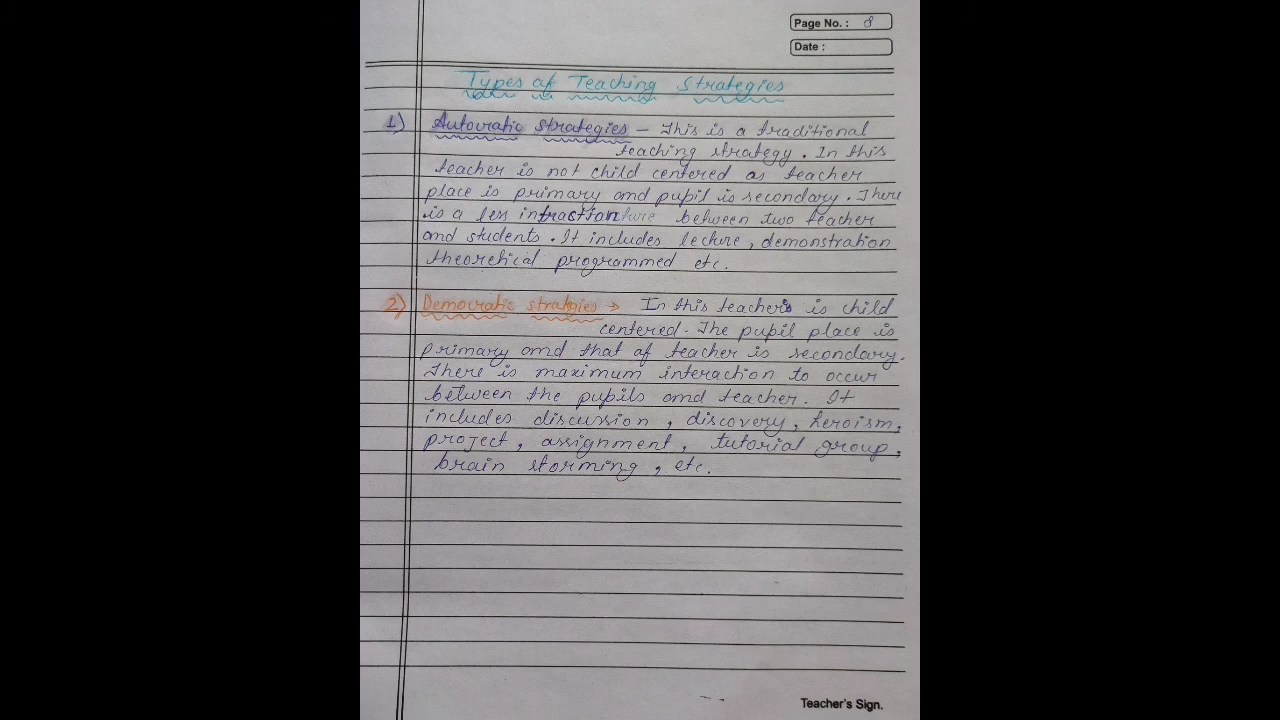 Page No. : 8
Date :
Types of Teaching Strategies
1) Autocratic strategies – This is a traditional
teaching strategy. In this
teacher is not child centered as teacher
place is primary and pupil is secondary. There
is a less between two teacher
and students. It includes lecture, demonstration
theoretical programmed etc.
2) Democratic stratgies → In this teacher is child
centered. The pupil place is
primary and that of teacher is secondary.
There is maximum interaction to occur
between the pupils and teacher. It
includes discussion, discovery, heroism,
project, assignment, tutorial group,
brain storming, etc.
Teacher's Sign.